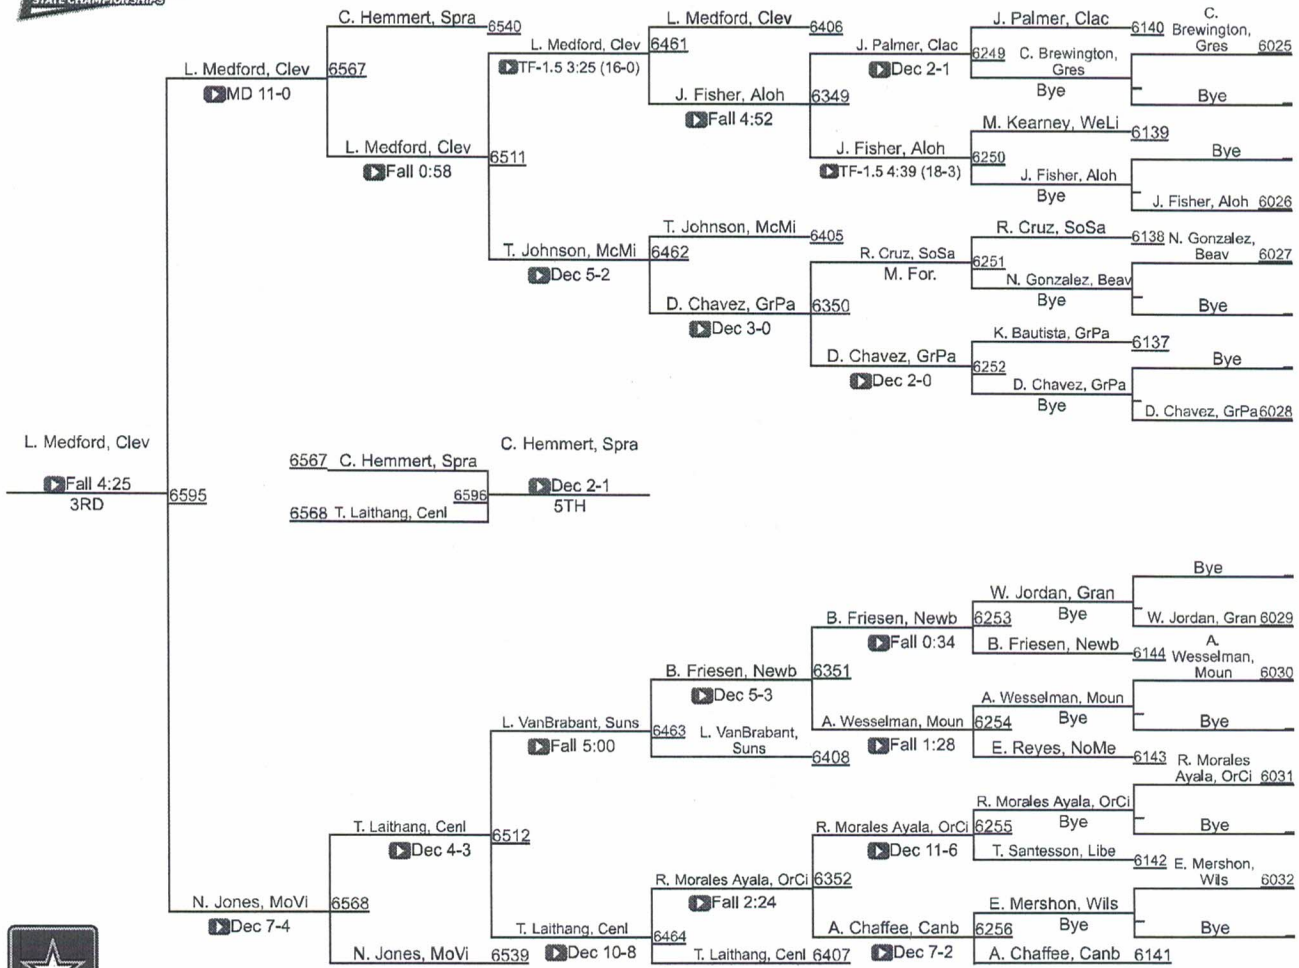 STATE CHAMPIONSHIPS
C. Hemmert, Spra 6540
L. Medford, Clev 6567
MD 11-0
L. Medford, Clev 6511
Fall 0:58
L. Medford, Clev 6461
TF-1.5 3:25 (16-0)
L. Medford, Clev 6406
J. Fisher, Aloh 6349
Fall 4:52
J. Palmer, Clac 6249
Dec 2-1
J. Palmer, Clac 6140
C. Brewington, Gres
Bye
C. Brewington, Gres 6025
Bye
J. Fisher, Aloh 6250
TF-1.5 4:39 (18-3)
M. Kearney, WeLi 6139
J. Fisher, Aloh
Bye
Bye
J. Fisher, Aloh 6026
T. Johnson, McMi 6462
Dec 5-2
T. Johnson, McMi 6405
D. Chavez, GrPa 6350
Dec 3-0
R. Cruz, SoSa 6251
M. For.
R. Cruz, SoSa 6138
N. Gonzalez, Beav
Bye
N. Gonzalez, Beav 6027
Bye
D. Chavez, GrPa 6252
Dec 2-0
K. Bautista, GrPa 6137
D. Chavez, GrPa
Bye
Bye
D. Chavez, GrPa 6028
L. Medford, Clev
Fall 4:25 6595
3RD
6567 C. Hemmert, Spra
6568 T. Laithang, Cenl
6596
C. Hemmert, Spra
Dec 2-1
5TH
N. Jones, MoVi 6568
Dec 7-4
T. Laithang, Cenl 6512
Dec 4-3
N. Jones, MoVi 6539
L. VanBrabant, Suns 6463
Fall 5:00
B. Friesen, Newb 6351
Dec 5-3
L. VanBrabant, Suns 6408
B. Friesen, Newb 6253
Fall 0:34
W. Jordan, Gran
Bye
B. Friesen, Newb 6144
Bye
W. Jordan, Gran 6029
A. Wesselman, Moun 6254
Fall 1:28
A. Wesselman, Moun
Bye
E. Reyes, NoMe 6143
A. Wesselman, Moun 6030
Bye
T. Laithang, Cenl 6464
Dec 10-8
R. Morales Ayala, OrCi 6352
Fall 2:24
T. Laithang, Cenl 6407
R. Morales Ayala, OrCi 6255
Dec 11-6
R. Morales Ayala, OrCi
Bye
T. Santesson, Libe 6142
R. Morales Ayala, OrCi 6031
Bye
A. Chaffee, Canb 6256
Dec 7-2
E. Mershon, Wils
Bye
A. Chaffee, Canb 6141
E. Mershon, Wils 6032
Bye